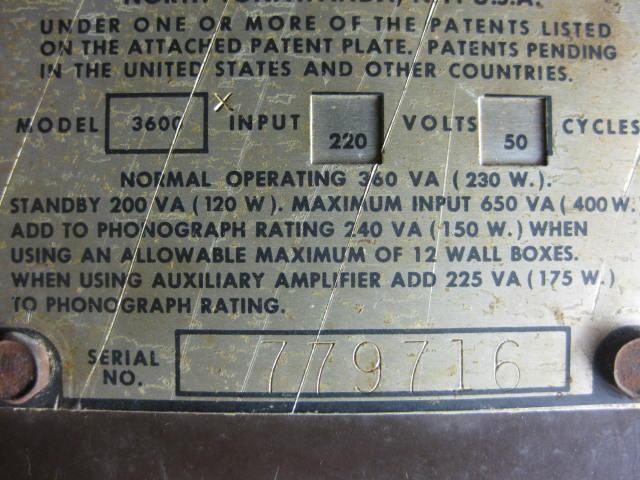 U.S.A.
UNDER ONE OR MORE OF THE PATENTS LISTED
ON THE ATTACHED PATENT PLATE. PATENTS PENDING
IN THE UNITED STATES AND OTHER COUNTRIES.
MODEL 3600 X INPUT 220 VOLTS 50 CYCLES
NORMAL OPERATING 360 VA (230 W.).
STANDBY 200 VA (120 W). MAXIMUM INPUT 650 VA (400 W.
ADD TO PHONOGRAPH RATING 240 VA (150 W.) WHEN
USING AN ALLOWABLE MAXIMUM OF 12 WALL BOXES.
WHEN USING AUXILIARY AMPLIFIER ADD 225 VA (175 W.)
TO PHONOGRAPH RATING.
SERIAL
NO. 779716